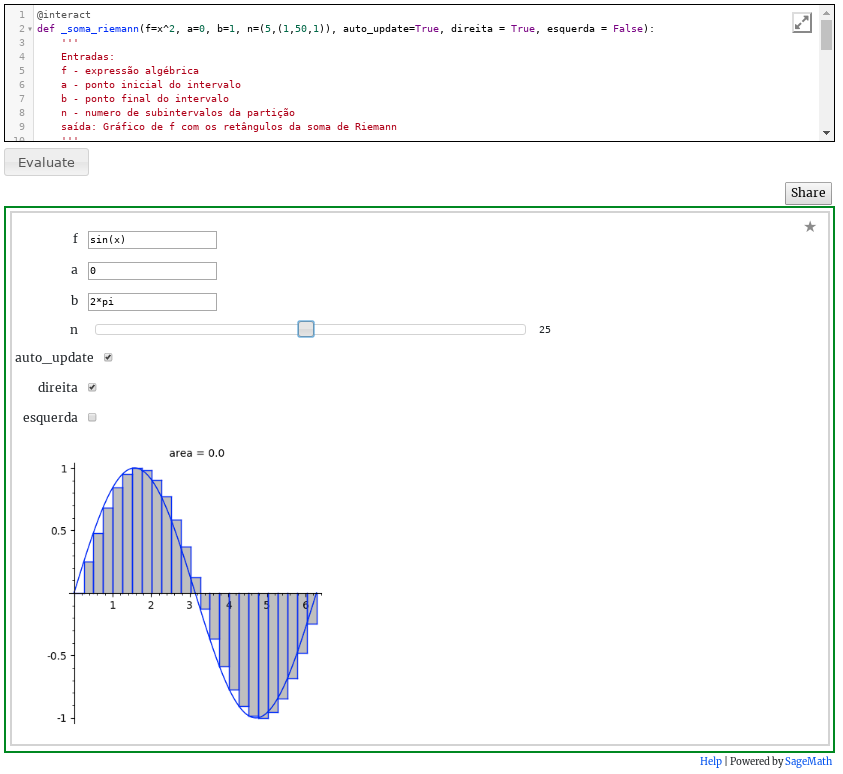 1 @interact
2 def _soma_riemann(f=x^2, a=0, b=1, n=(5,(1,50,1)), auto_update=True, direita = True, esquerda = False):
3 '''
4 Entradas:
5 f - expressão algébrica
6 a - ponto inicial do intervalo
7 b - ponto final do intervalo
8 n - numero de subintervalos da partição
9 saída: Gráfico de f com os retângulos da soma de Riemann
10 '''
Evaluate
Share
f sin(x)
a 0
b 2*pi
n 25
auto_update
direita
esquerda
area = 0.0
1
0.5
1 2 3 4 5 6
-0.5
-1
Help | Powered by SageMath